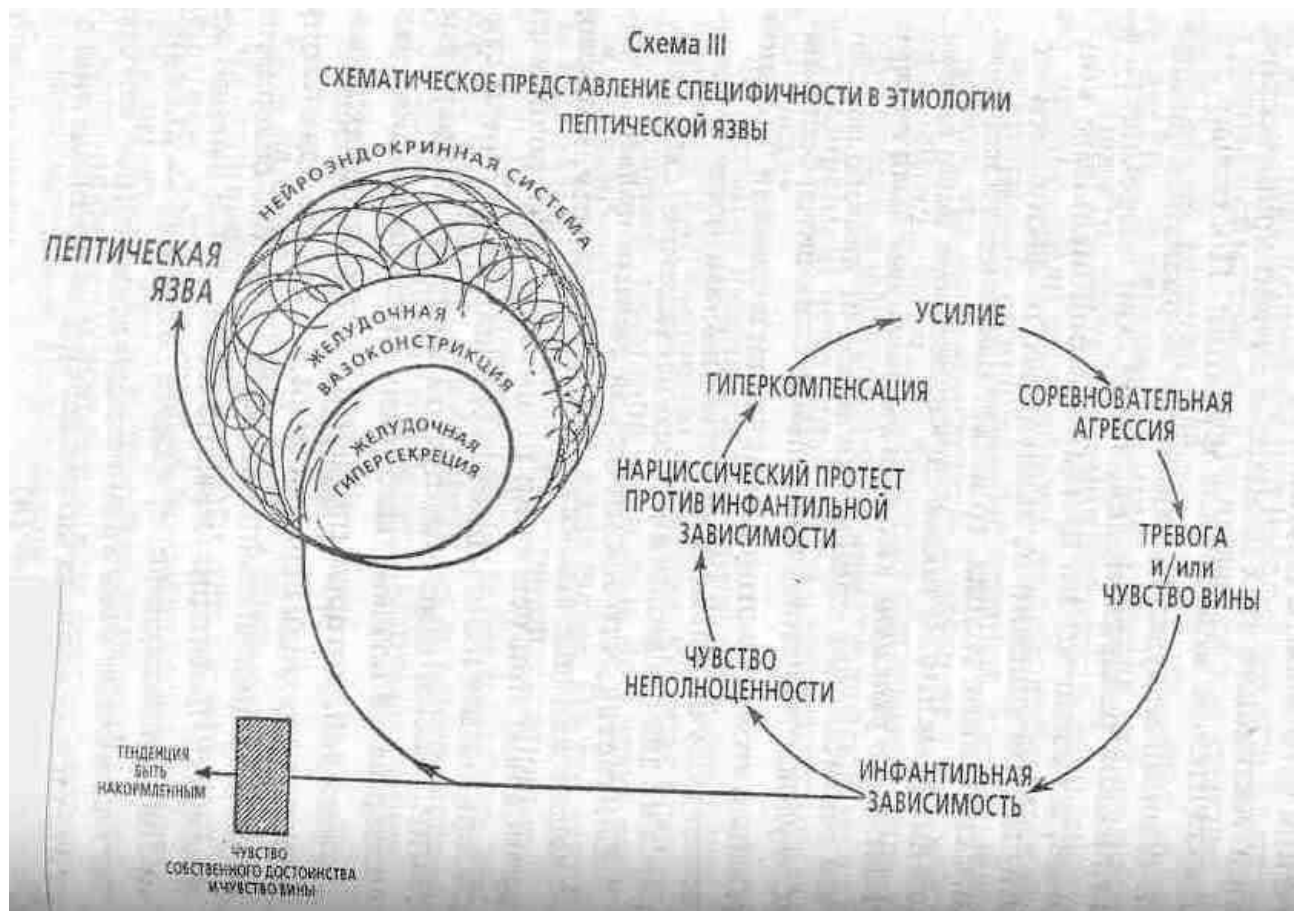 Схема III
СХЕМАТИЧЕСКОЕ ПРЕДСТАВЛЕНИЕ СПЕЦИФИЧНОСТИ В ЭТИОЛОГИИ
ПЕПТИЧЕСКОЙ ЯЗВЫ
НЕЙРОЭНДОКРИННАЯ СИСТЕМА
ПЕПТИЧЕСКАЯ
ЯЗВА
ЖЕЛУДОЧНАЯ
ВАЗОКОНСТРИКЦИЯ
ЖЕЛУДОЧНАЯ
ГИПЕРСЕКРЕЦИЯ
УСИЛИЕ
ГИПЕРКОМПЕНСАЦИЯ
СОРЕВНОВАТЕЛЬНАЯ
АГРЕССИЯ
НАРЦИССИЧЕСКИЙ ПРОТЕСТ
ПРОТИВ ИНФАНТИЛЬНОЙ
ЗАВИСИМОСТИ
ТРЕВОГА
и/или
ЧУВСТВО ВИНЫ
ЧУВСТВО
НЕПОЛНОЦЕННОСТИ
ИНФАНТИЛЬНАЯ
ЗАВИСИМОСТЬ
ТЕНДЕНЦИЯ
БЫТЬ
НАКОРМЛЕННЫМ
ЧУВСТВО
СОБСТВЕННОГО ДОСТОИНСТВА
И ЧУВСТВО ВИНЫ